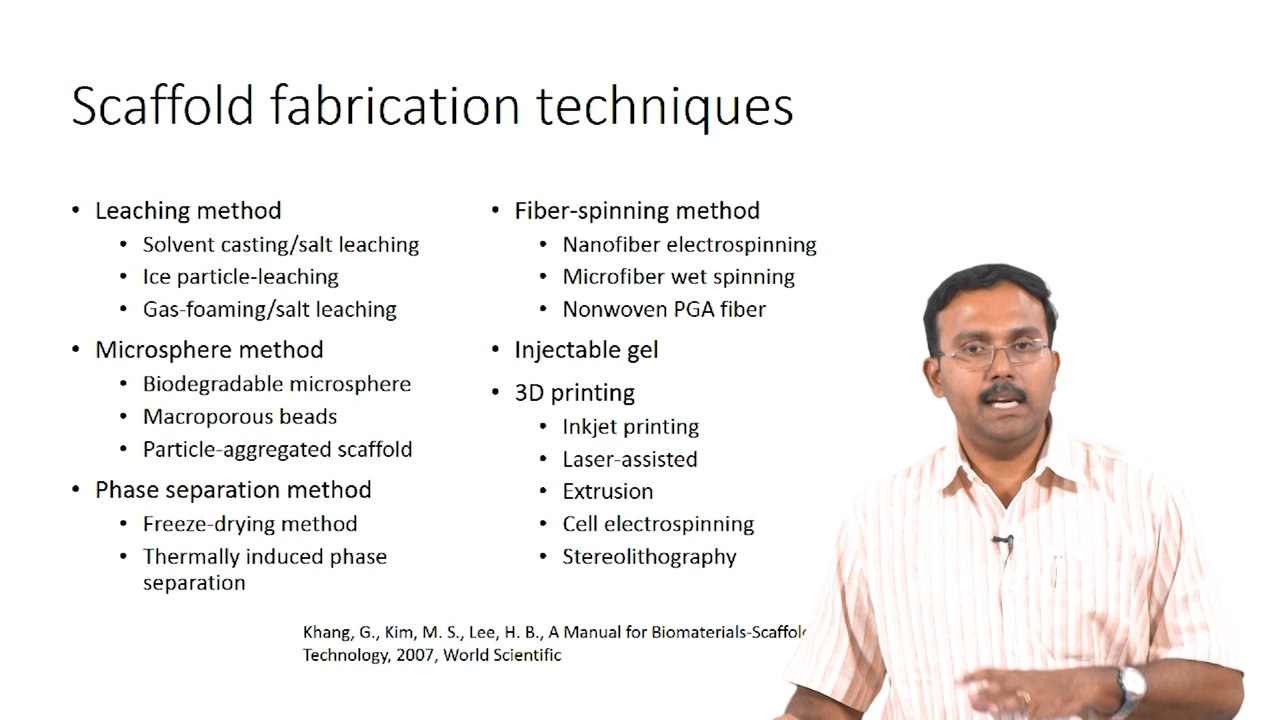 Scaffold fabrication techniques
• Leaching method
• Solvent casting/salt leaching
• Ice particle-leaching
• Gas-foaming/salt leaching
• Microsphere method
• Biodegradable microsphere
• Macroporous beads
• Particle-aggregated scaffold
• Phase separation method
• Freeze-drying method
• Thermally induced phase
separation
• Fiber-spinning method
• Nanofiber electrospinning
• Microfiber wet spinning
• Nonwoven PGA fiber
• Injectable gel
• 3D printing
• Inkjet printing
• Laser-assisted
• Extrusion
• Cell electrospinning
• Stereolithography
Khang, G., Kim, M. S., Lee, H. B., A Manual for
Technology, 2007, World Scientific